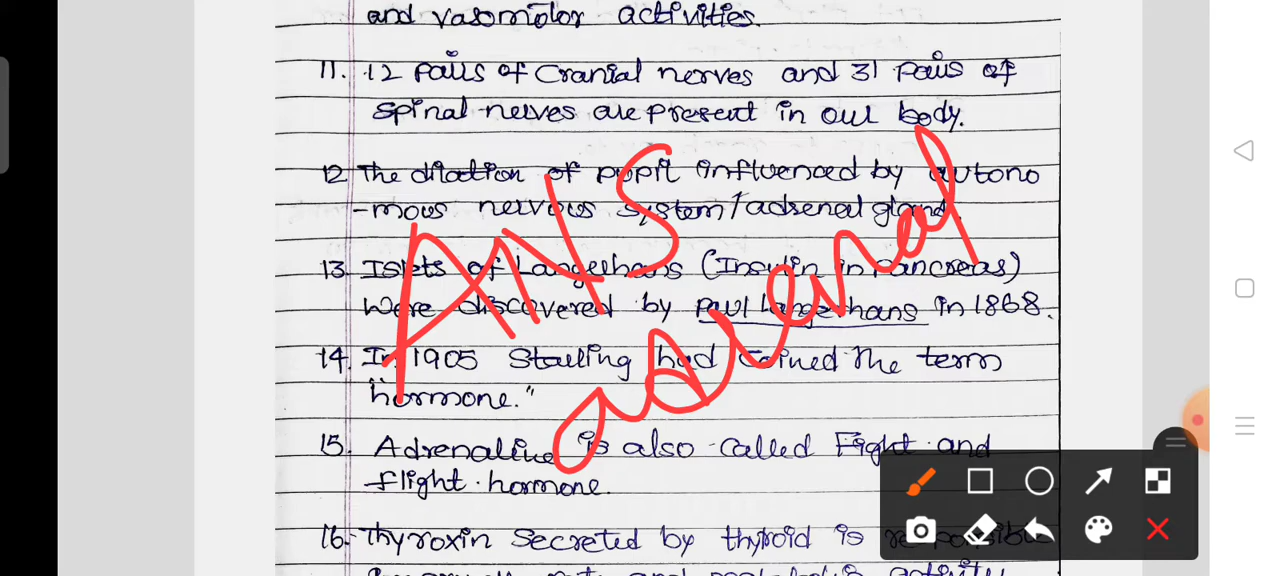 and vasomotor activities.
11. 12 pairs of cranial nerves and 31 pairs of
spinal nerves are present in our body.
12. The dilation of pupil influenced by autono
-mous nervous system/adrenal gland.
13. Islets of Langerhans (Insulin in Pancreas)
were discovered by Paul Langerhans in 1868.
14. In 1905 Starling had coined the term
hormone."
15. Adrenaline is also called Fight and
flight hormone.
16. Thyroxin secreted by thyroid is responsible
ANS
adrenal